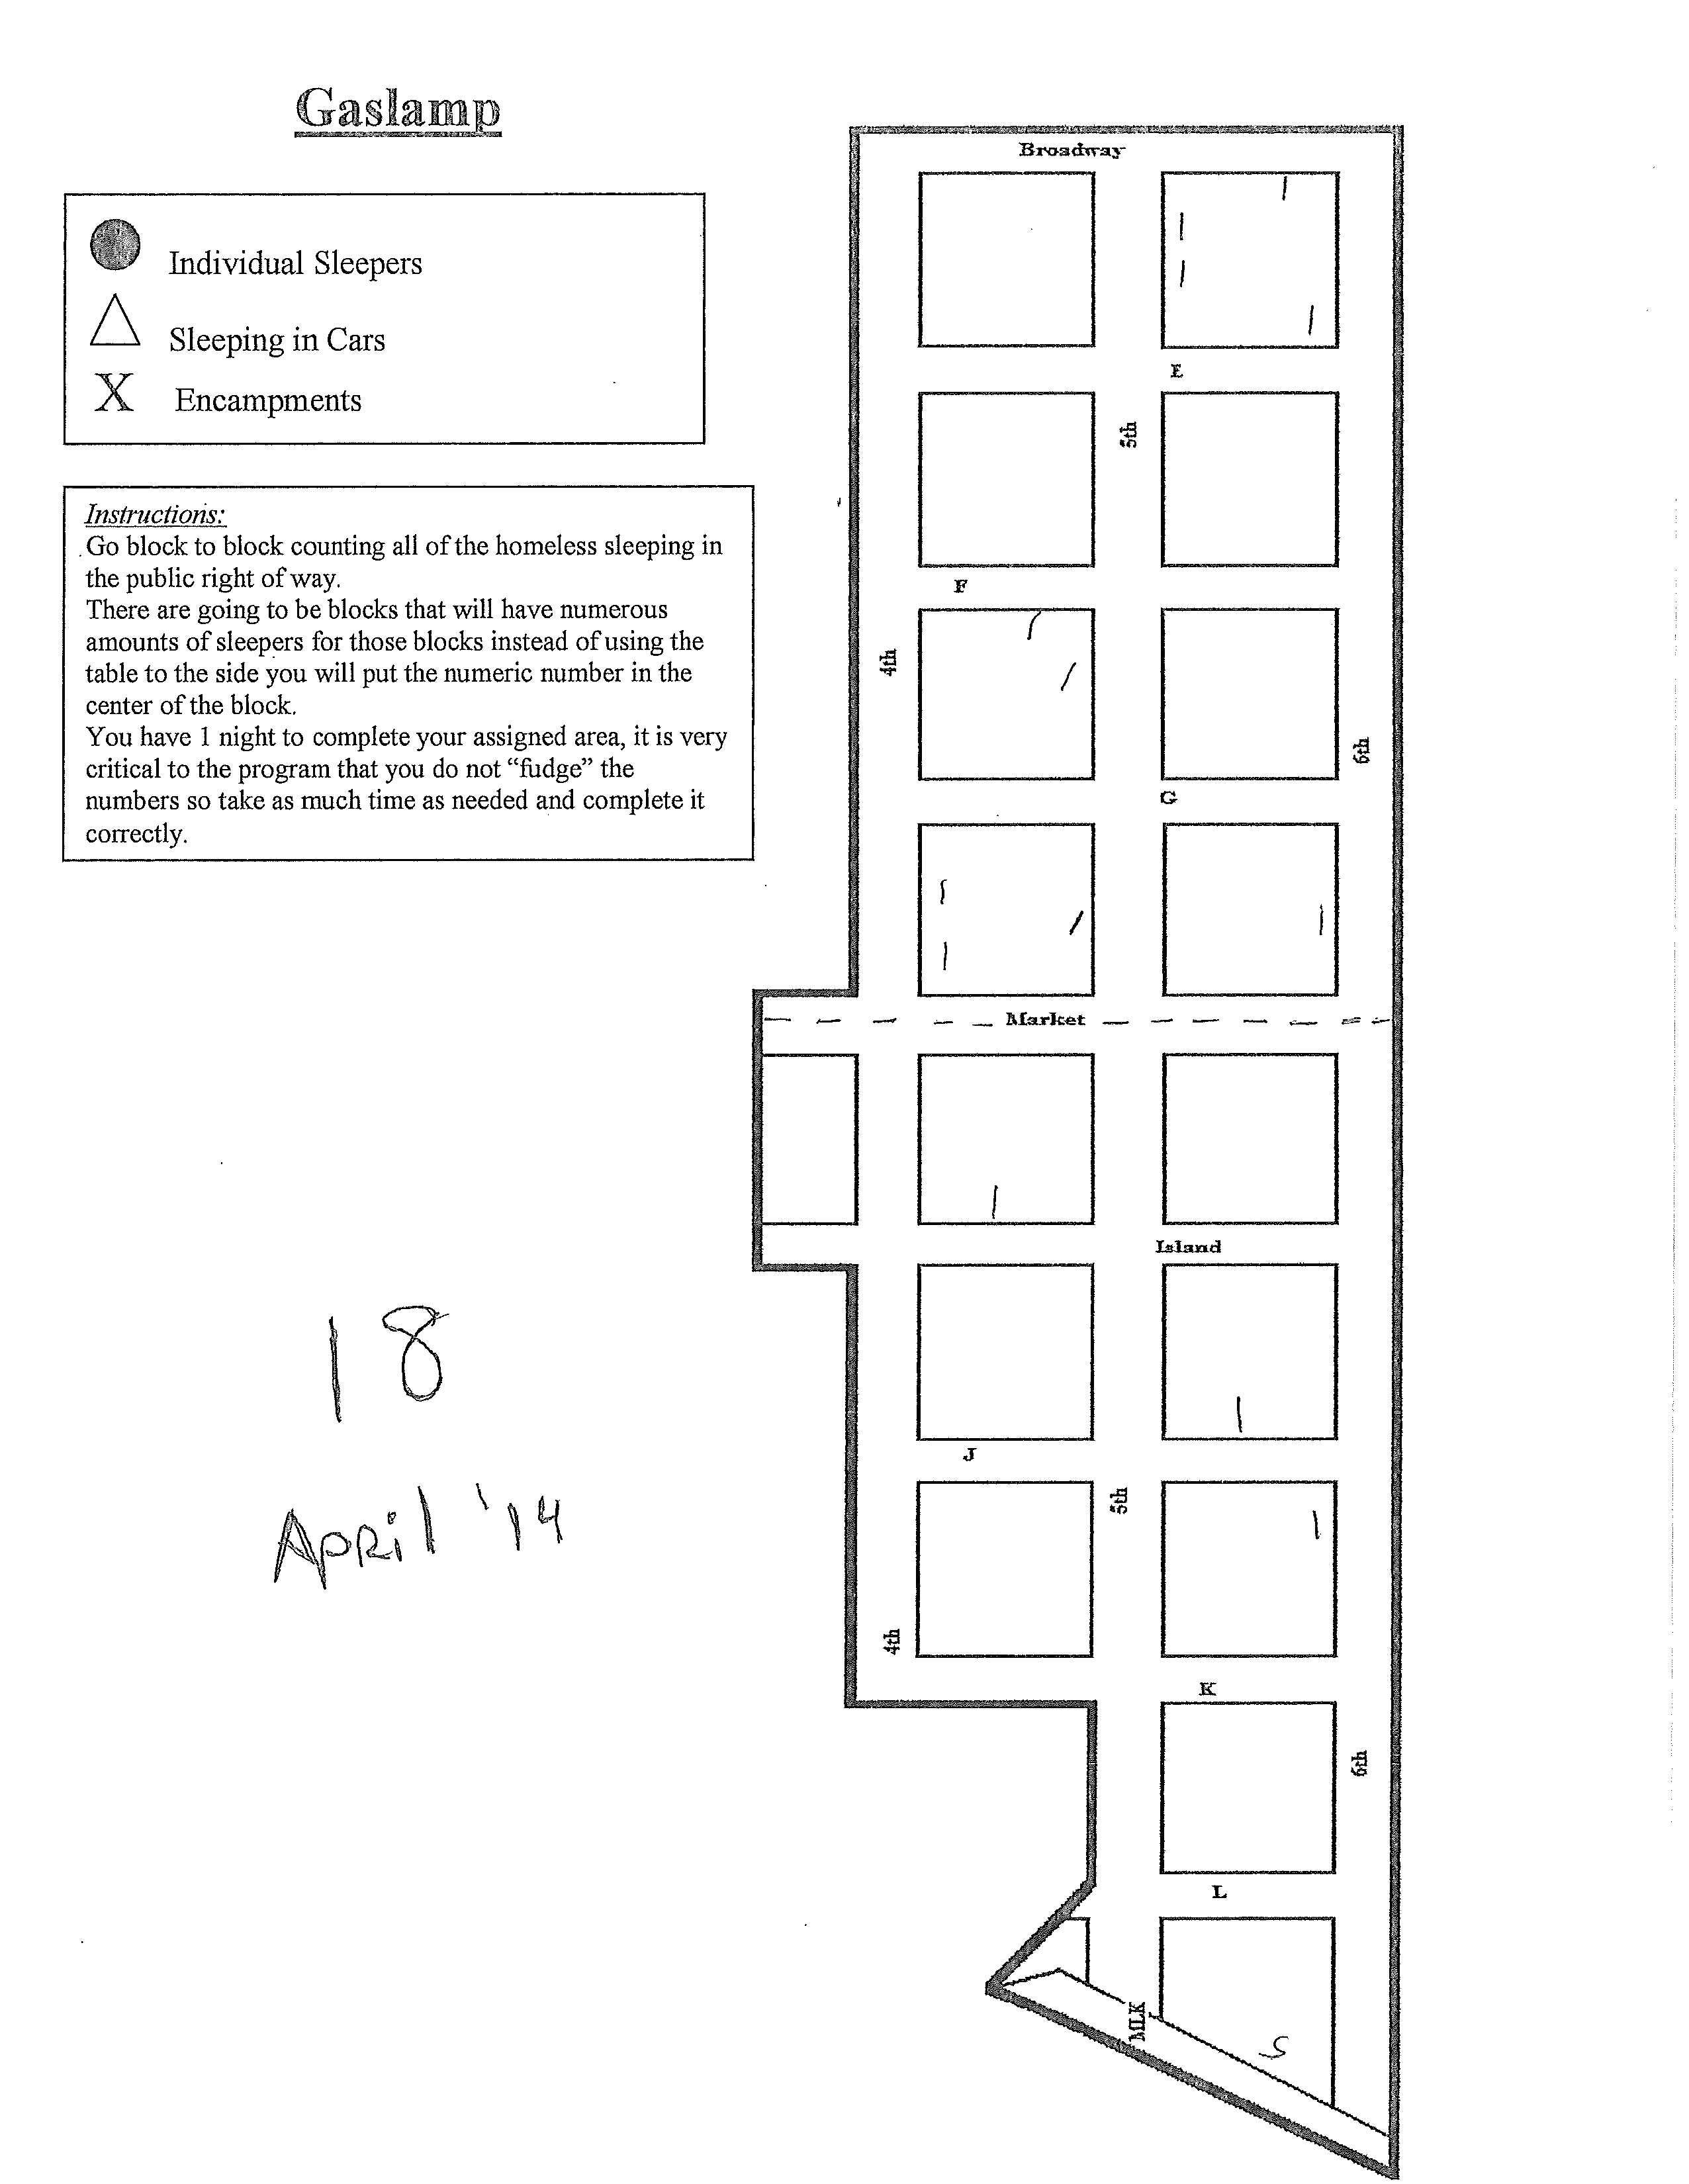 Gaslamp
Individual Sleepers
Sleeping in Cars
X Encampments
Instructions:
Go block to block counting all of the homeless sleeping in
the public right of way.
There are going to be blocks that will have numerous
amounts of sleepers for those blocks instead of using the
table to the side you will put the numeric number in the
center of the block.
You have 1 night to complete your assigned area, it is very
critical to the program that you do not “fudge” the
numbers so take as much time as needed and complete it
correctly.
18
April '14
Broadway
E
5th
F
4th
6th
G
Market
Island
J
5th
4th
K
6th
L
MLK
5